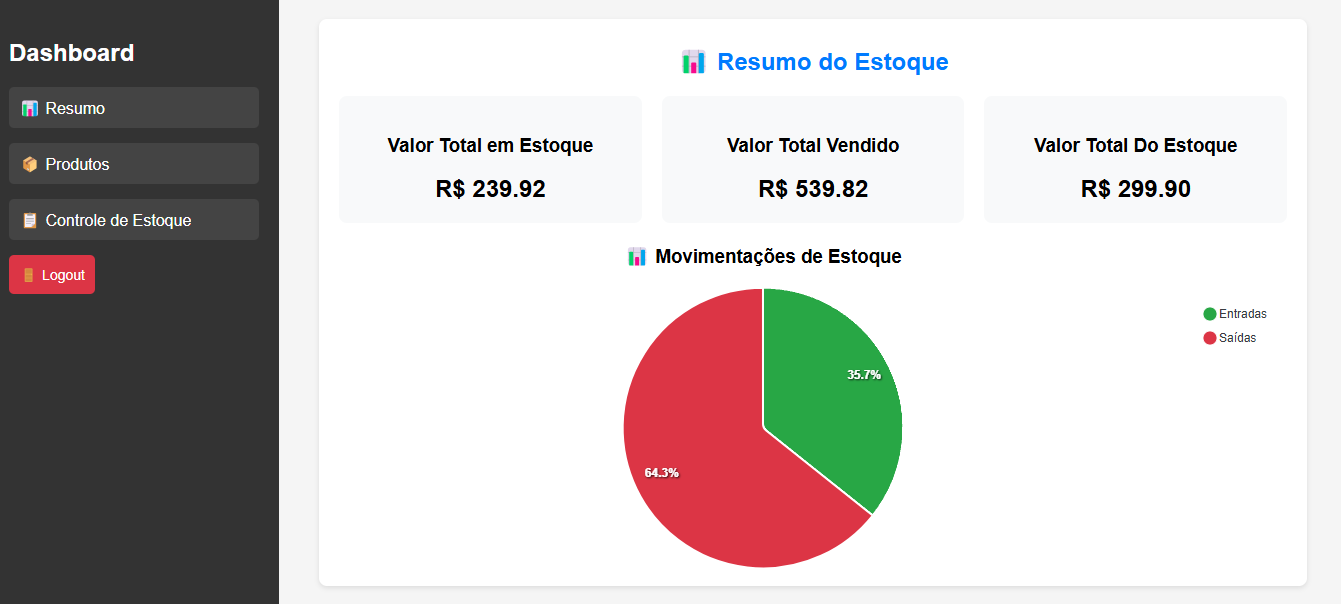 Dashboard
Resumo
Produtos
Controle de Estoque
Logout
Resumo do Estoque
Valor Total em Estoque
R$ 239.92
Valor Total Vendido
R$ 539.82
Valor Total Do Estoque
R$ 299.90
Movimentações de Estoque
Entradas
Saídas
35.7%
64.3%